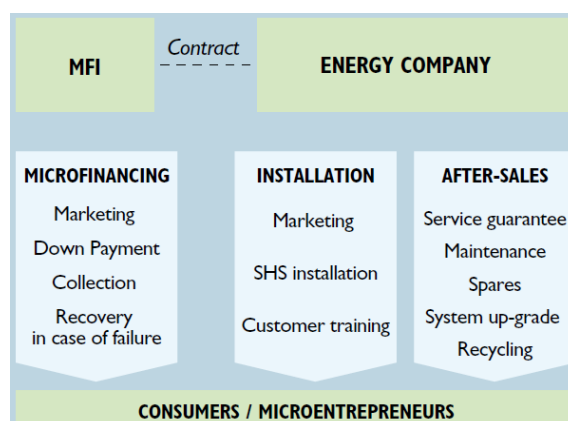 MFI
Contract
ENERGY COMPANY
MICROFINANCING
Marketing
Down Payment
Collection
Recovery
in case of failure
INSTALLATION
Marketing
SHS installation
Customer training
AFTER-SALES
Service guarantee
Maintenance
Spares
System up-grade
Recycling
CONSUMERS / MICROENTREPRENEURS